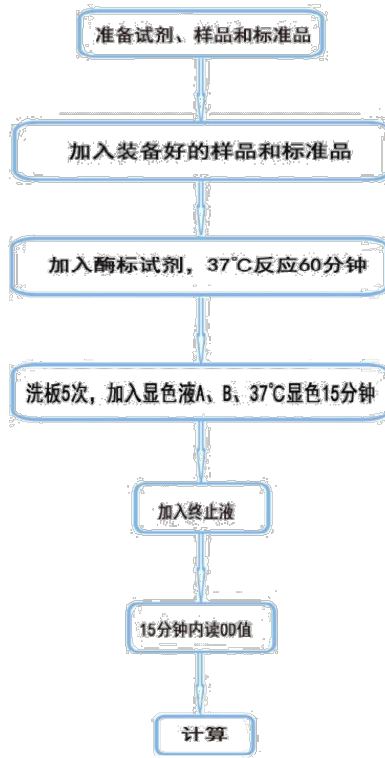 准备试剂、样品和标准品
加入装备好的样品和标准品
加入酶标试剂，37℃反应60分钟
洗板5次，加入显色液A、B、37℃显色15分钟
加入终止液
15分钟内读OD值
计算